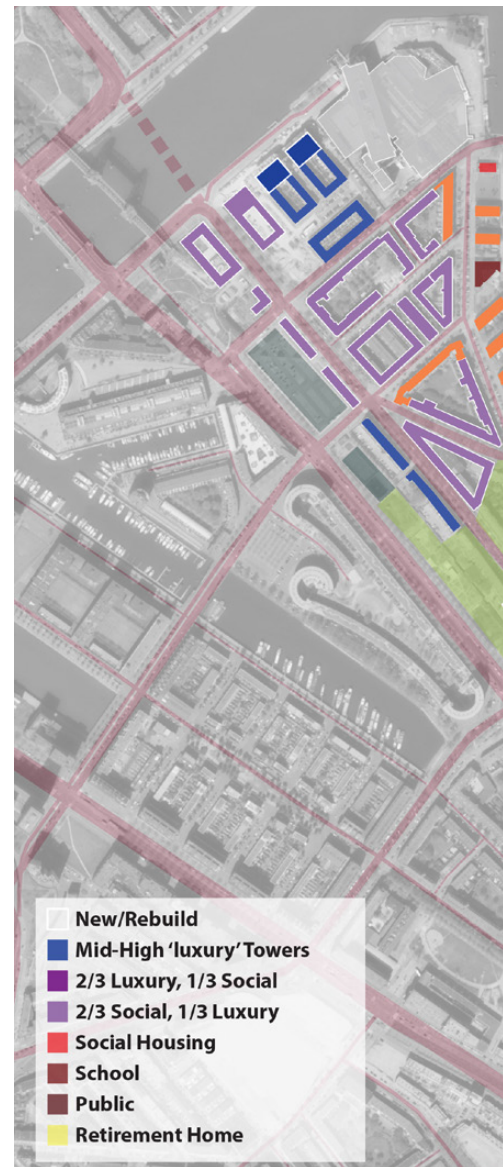 New/Rebuild
Mid-High ‘luxury’ Towers
2/3 Luxury, 1/3 Social
2/3 Social, 1/3 Luxury
Social Housing
School
Public
Retirement Home